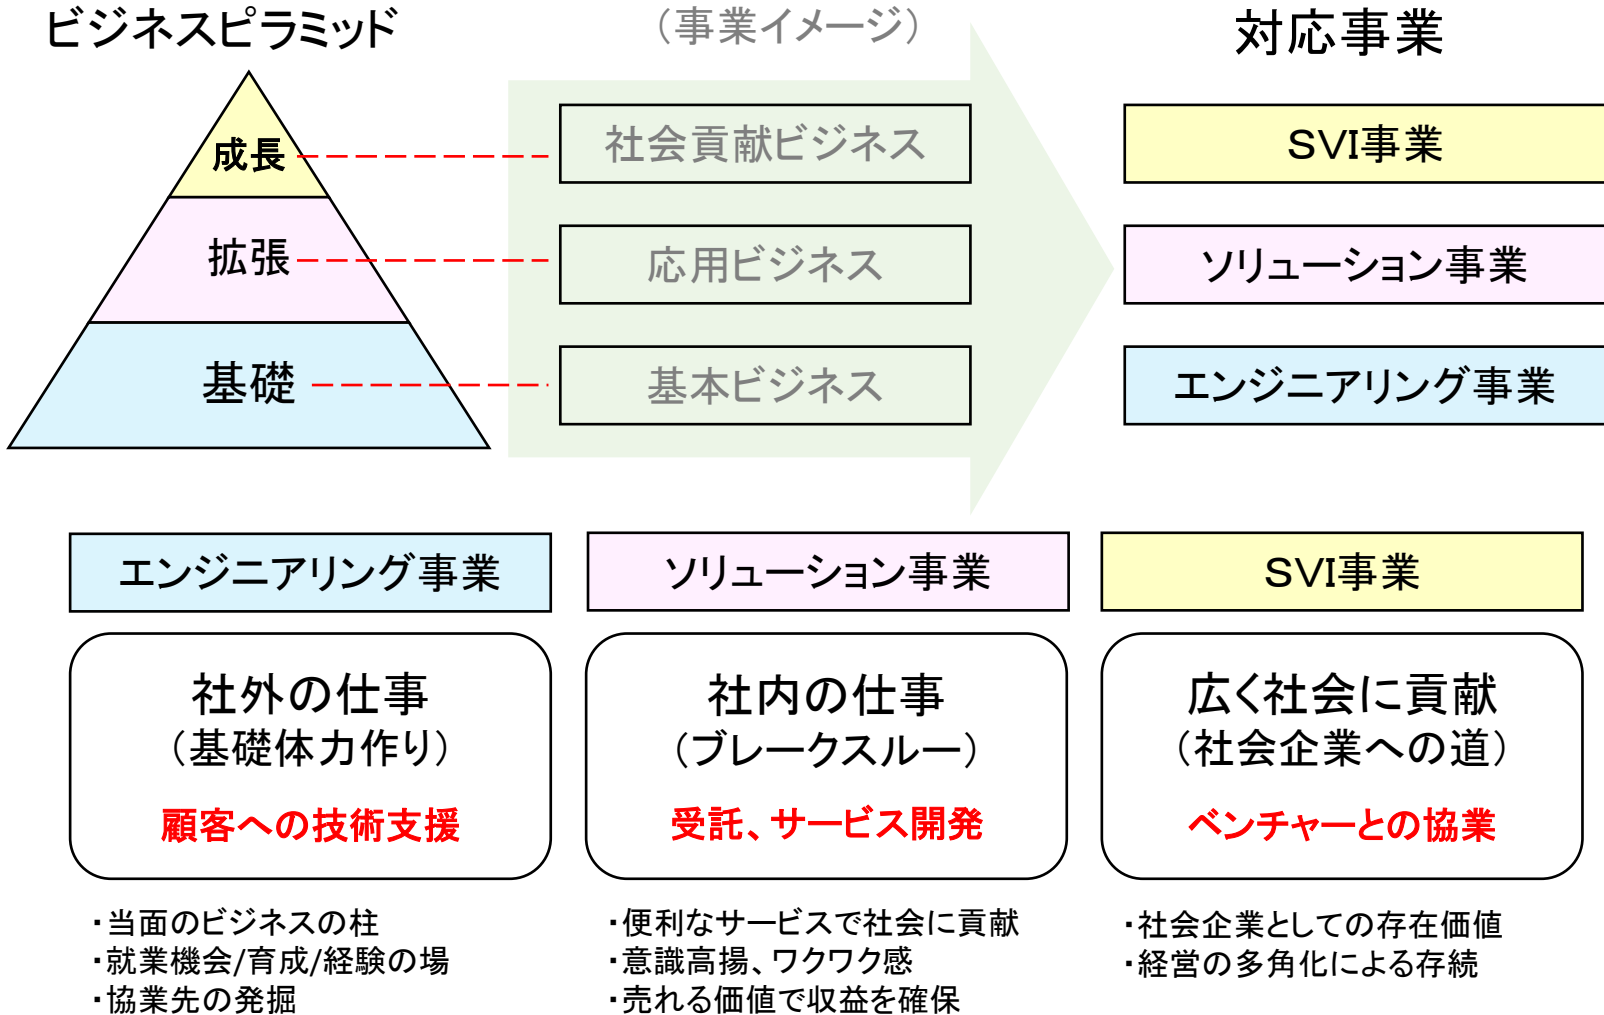 ビジネスピラミッド
（事業イメージ）
対応事業
成長
社会貢献ビジネス
SVI事業
拡張
応用ビジネス
ソリューション事業
基礎
基本ビジネス
エンジニアリング事業
エンジニアリング事業
社外の仕事
（基礎体力作り）
顧客への技術支援
・当面のビジネスの柱
・就業機会/育成/経験の場
・協業先の発掘
ソリューション事業
社内の仕事
（ブレークスルー）
受託、サービス開発
・便利なサービスで社会に貢献
・意識高揚、ワクワク感
・売れる価値で収益を確保
SVI事業
広く社会に貢献
（社会企業への道）
ベンチャーとの協業
・社会企業としての存在価値
・経営の多角化による存続